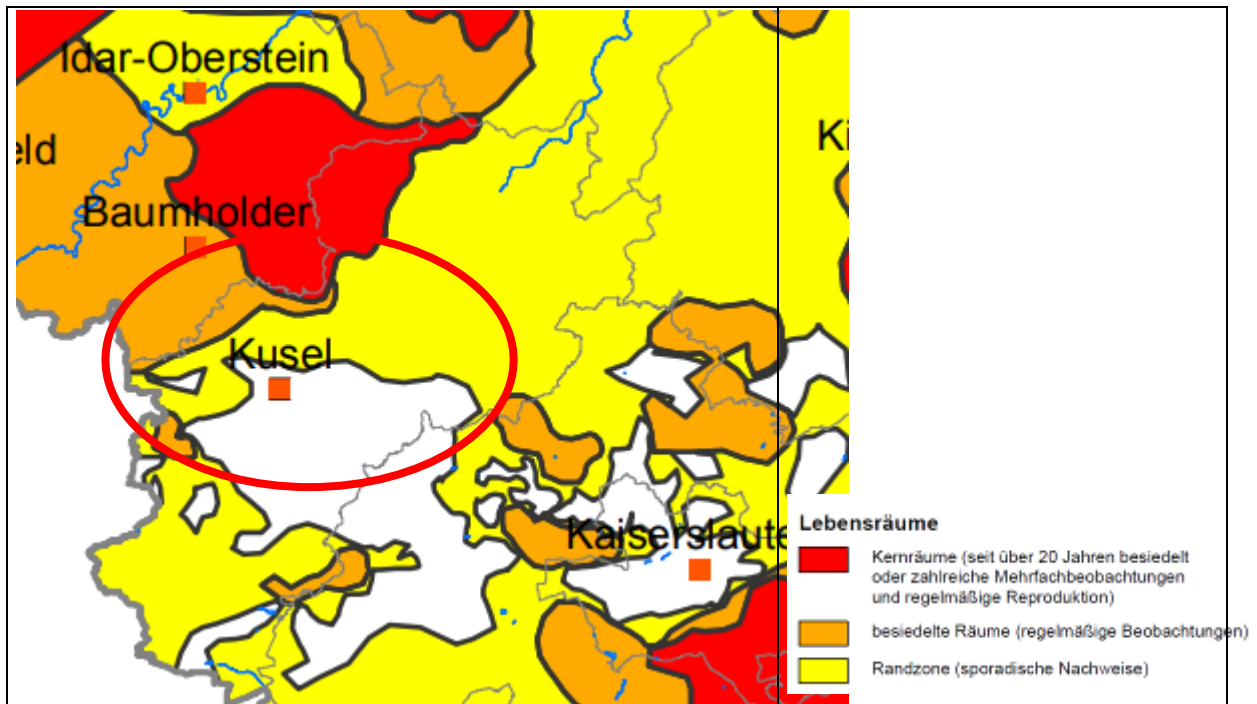 Idar-Oberstein
eld
Ki
Baumholder
Kusel
Kaiserslaute
Lebensräume
Kernräume (seit über 20 Jahren besiedelt
oder zahlreiche Mehrfachbeobachtungen
und regelmäßige Reproduktion)
besiedelte Räume (regelmäßige Beobachtungen)
Randzone (sporadische Nachweise)